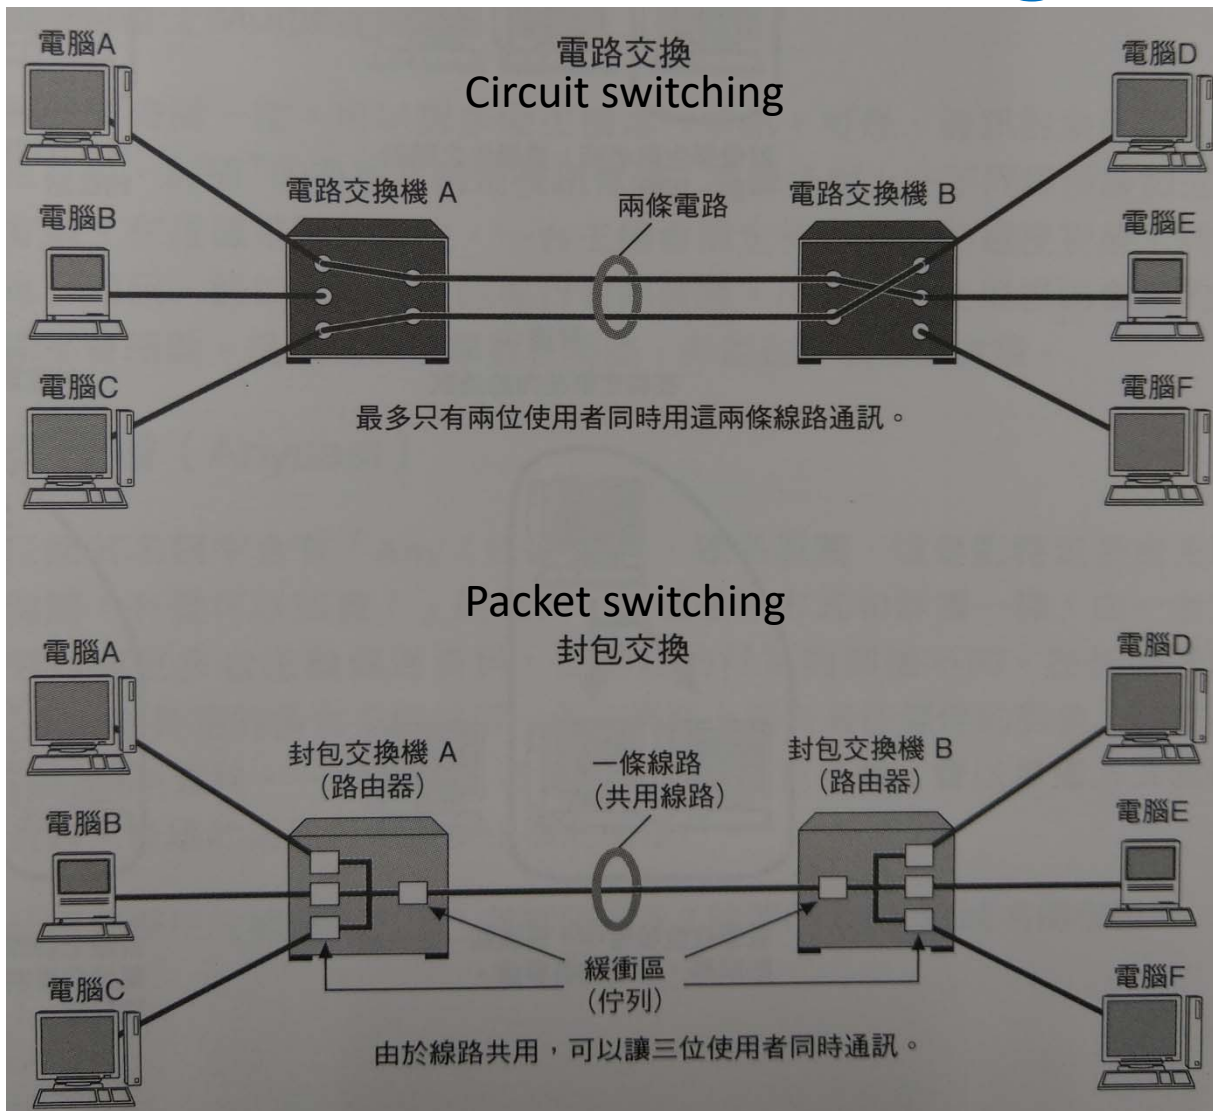 電路交換
Circuit switching
電腦A
電腦D
電路交換機 A
兩條電路
電路交換機 B
電腦B
電腦E
電腦C
電腦F
最多只有兩位使用者同時用這兩條線路通訊。
Packet switching
封包交換
電腦A
電腦D
封包交換機 A
(路由器)
一條線路
(共用線路)
封包交換機 B
(路由器)
電腦B
電腦E
緩衝區
(佇列)
電腦C
電腦F
由於線路共用,可以讓三位使用者同時通訊。